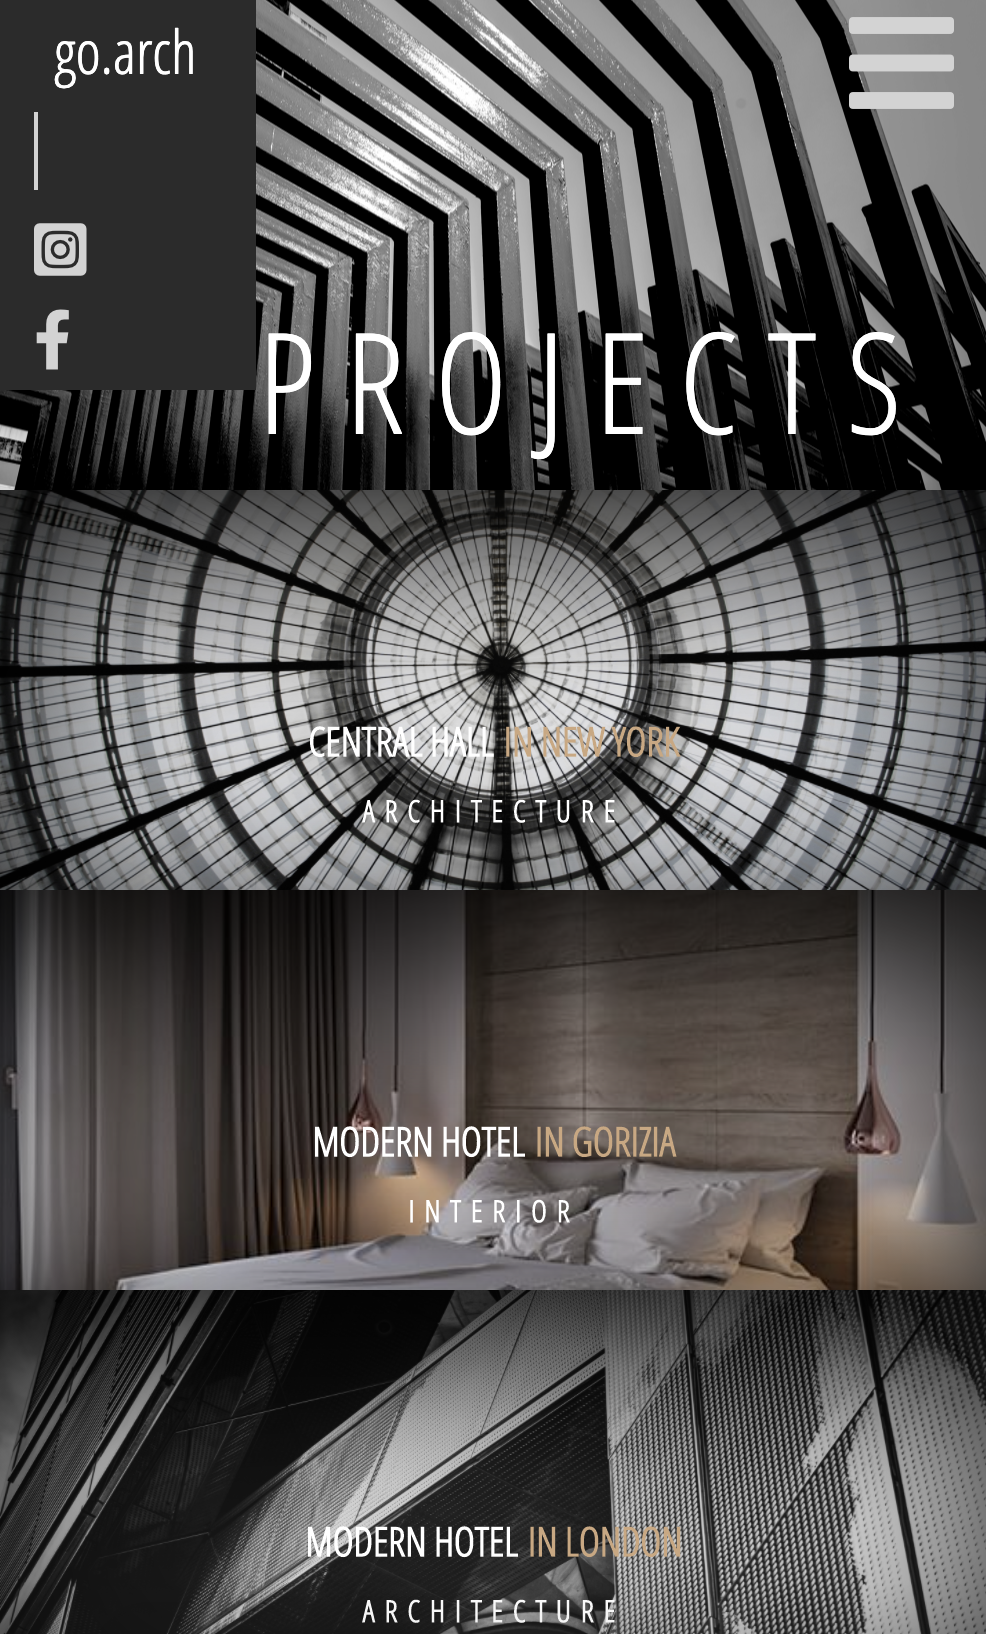 go.arch
PROJECTS
CENTRAL HALL IN NEW YORK
ARCHITECTURE
MODERN HOTEL IN GORIZIA
INTERIOR
MODERN HOTEL IN LONDON
ARCHITECTURE